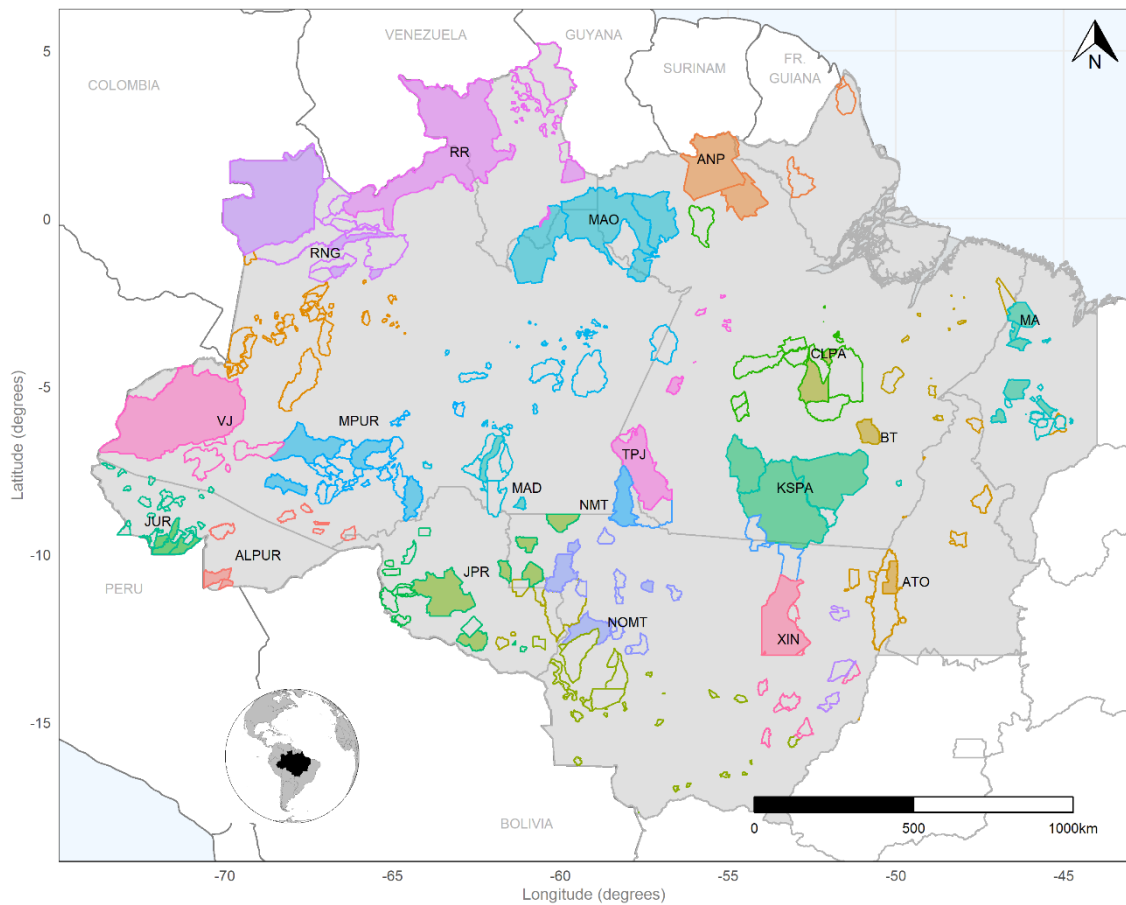 VENEZUELA
GUYANA
SURINAM
FR.
GUIANA
COLOMBIA
N
5
RR
ANP
0
MAO
RNG
MA
CLPA
-5
VJ
MPUR
BT
TPJ
MAD
NMT
KSPA
JUR
-10
ALPUR
PERU
JPR
ATO
NOMT
XIN
-15
BOLIVIA
0
500
1000km
-70
-65
-60
-55
-50
-45
Longitude (degrees)
Latitude (degrees)